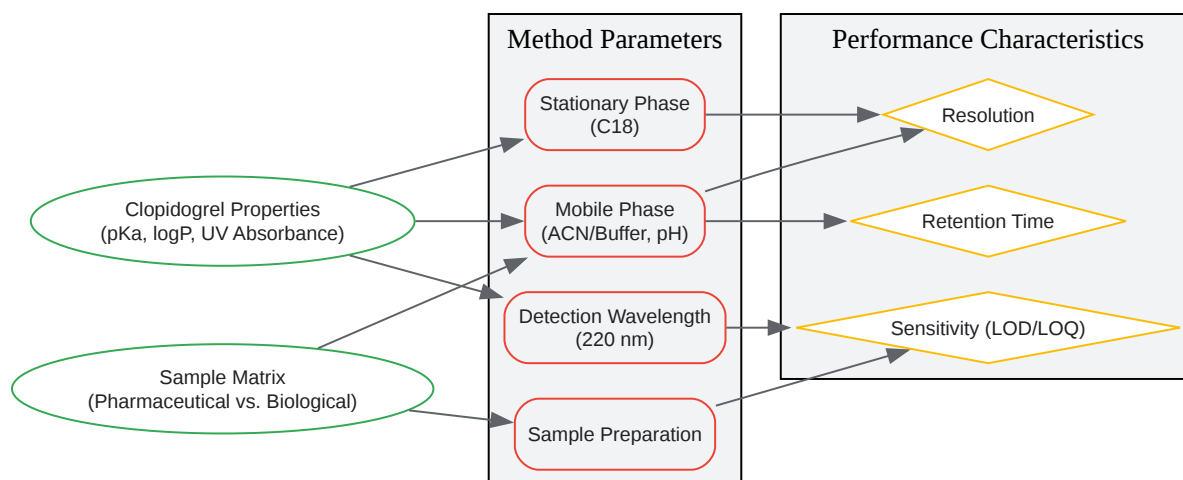 Method Parameters
Performance Characteristics
Stationary Phase
(C18)
Resolution
Clopidogrel Properties
(pKa, logP, UV Absorbance)
Mobile Phase
(ACN/Buffer, pH)
Retention Time
Detection Wavelength
(220 nm)
Sensitivity (LOD/LOQ)
Sample Matrix
(Pharmaceutical vs. Biological)
Sample Preparation